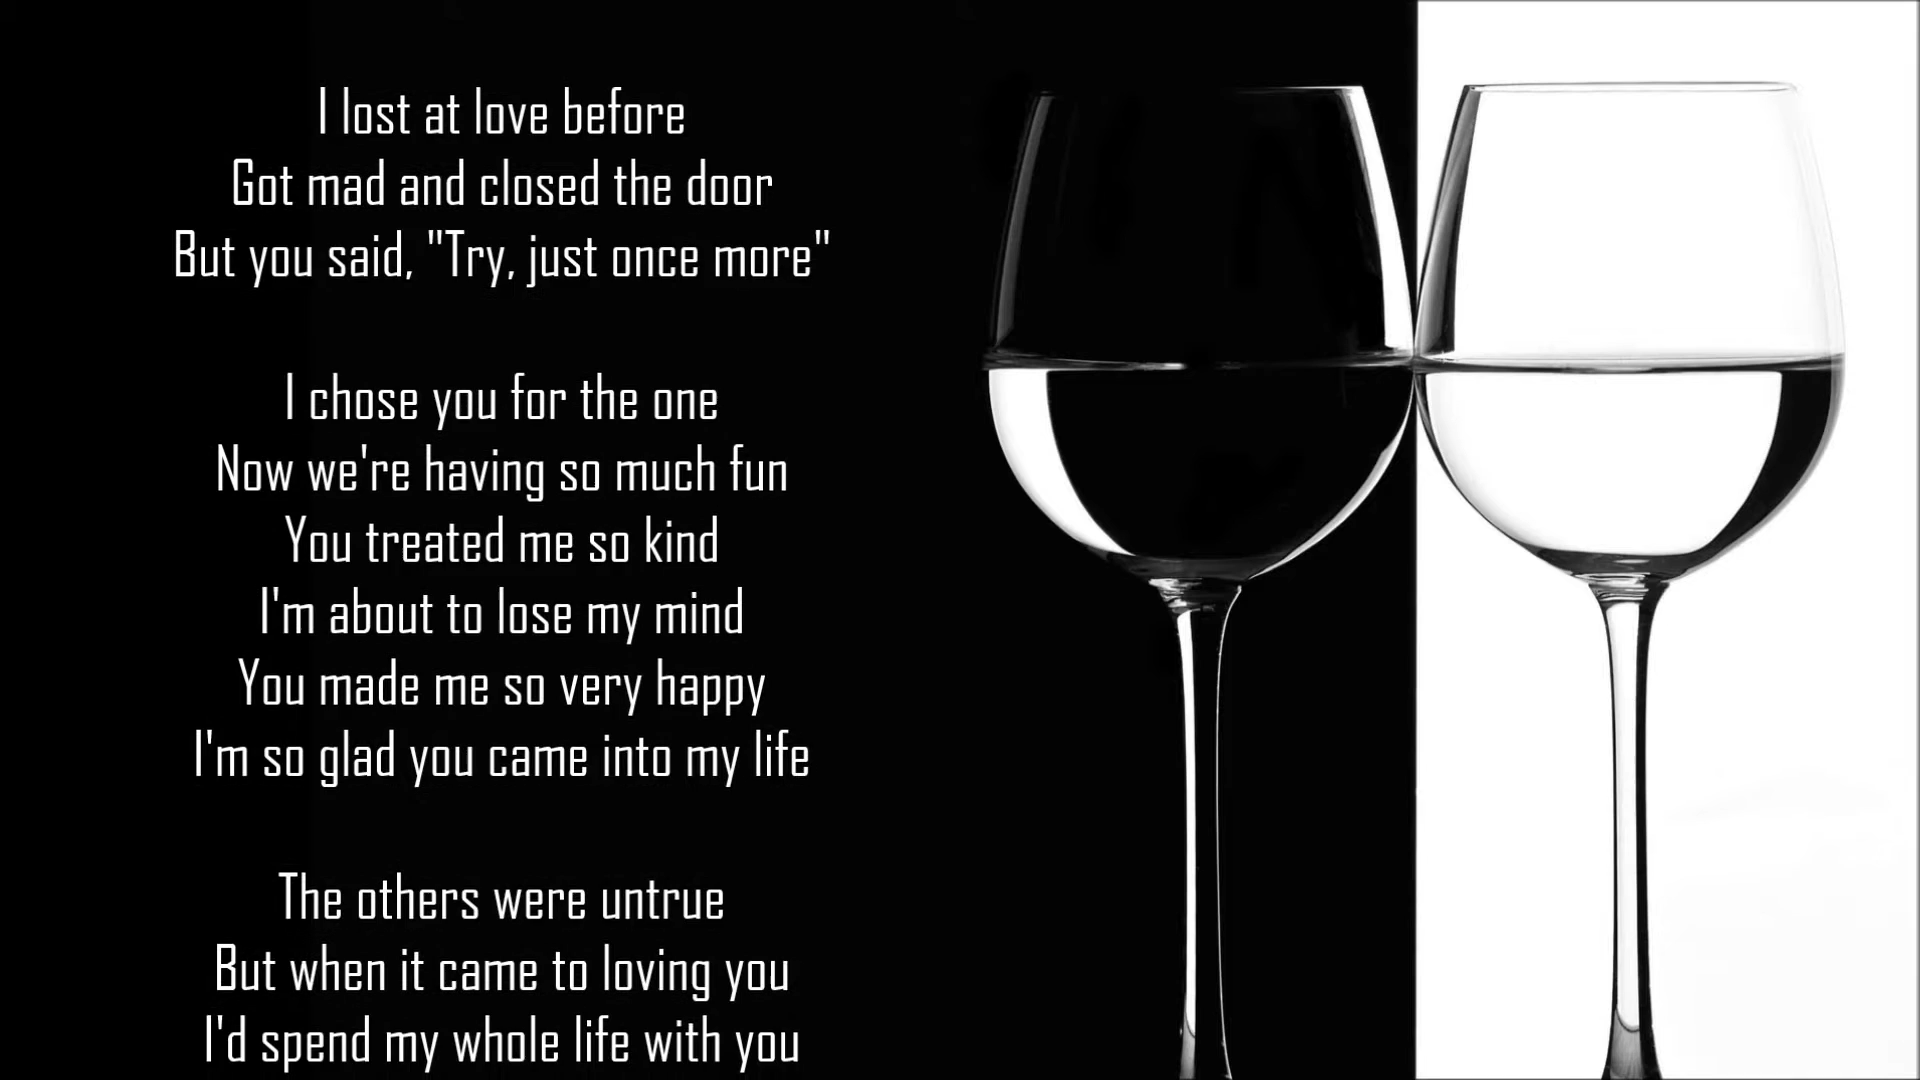 I lost at love before
Got mad and closed the door
But you said, "Try, just once more"
I chose you for the one
Now we're having so much fun
You treated me so kind
I'm about to lose my mind
You made me so very happy
I'm so glad you came into my life
The others were untrue
But when it came to loving you
I'd spend my whole life with you